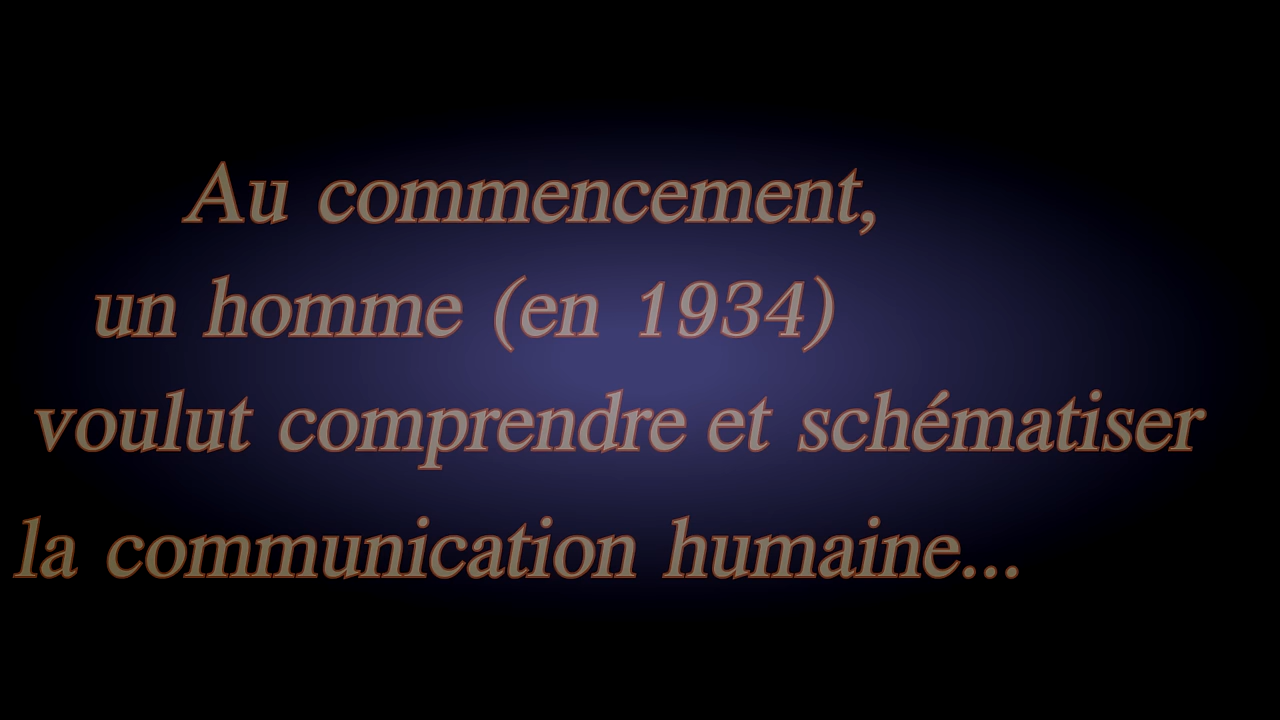 Au commencement,
un homme (en 1934)
voulut comprendre et schématiser
la communication humaine...